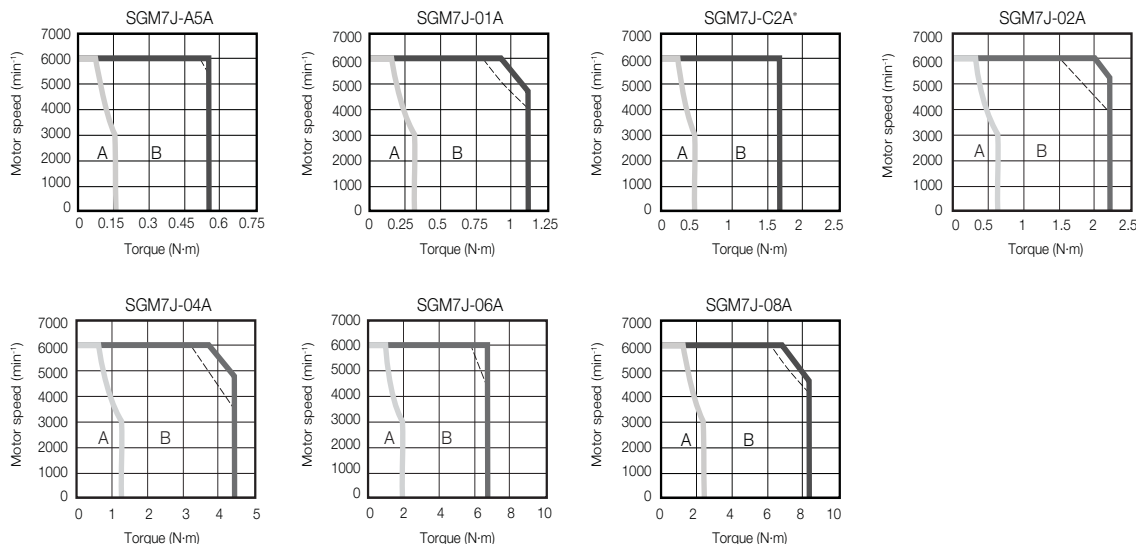 SGM7J-A5A
Motor speed (min⁻¹)
7000
6000
5000
4000
3000
2000
1000
0
A
B
0 0.15 0.3 0.45 0.6 0.75
Torque (N·m)
SGM7J-01A
Motor speed (min⁻¹)
7000
6000
5000
4000
3000
2000
1000
0
A
B
0 0.25 0.5 0.75 1 1.25
Torque (N·m)
SGM7J-C2A*
Motor speed (min⁻¹)
7000
6000
5000
4000
3000
2000
1000
0
A
B
0 0.5 1 1.5 2 2.5
Torque (N·m)
SGM7J-02A
Motor speed (min⁻¹)
7000
6000
5000
4000
3000
2000
1000
0
A
B
0 0.5 1 1.5 2 2.5
Torque (N·m)
SGM7J-04A
Motor speed (min⁻¹)
7000
6000
5000
4000
3000
2000
1000
0
A
B
0 1 2 3 4 5
Torque (N·m)
SGM7J-06A
Motor speed (min⁻¹)
7000
6000
5000
4000
3000
2000
1000
0
A
B
0 2 4 6 8 10
Torque (N·m)
SGM7J-08A
Motor speed (min⁻¹)
7000
6000
5000
4000
3000
2000
1000
0
A
B
0 2 4 6 8 10
Torque (N·m)